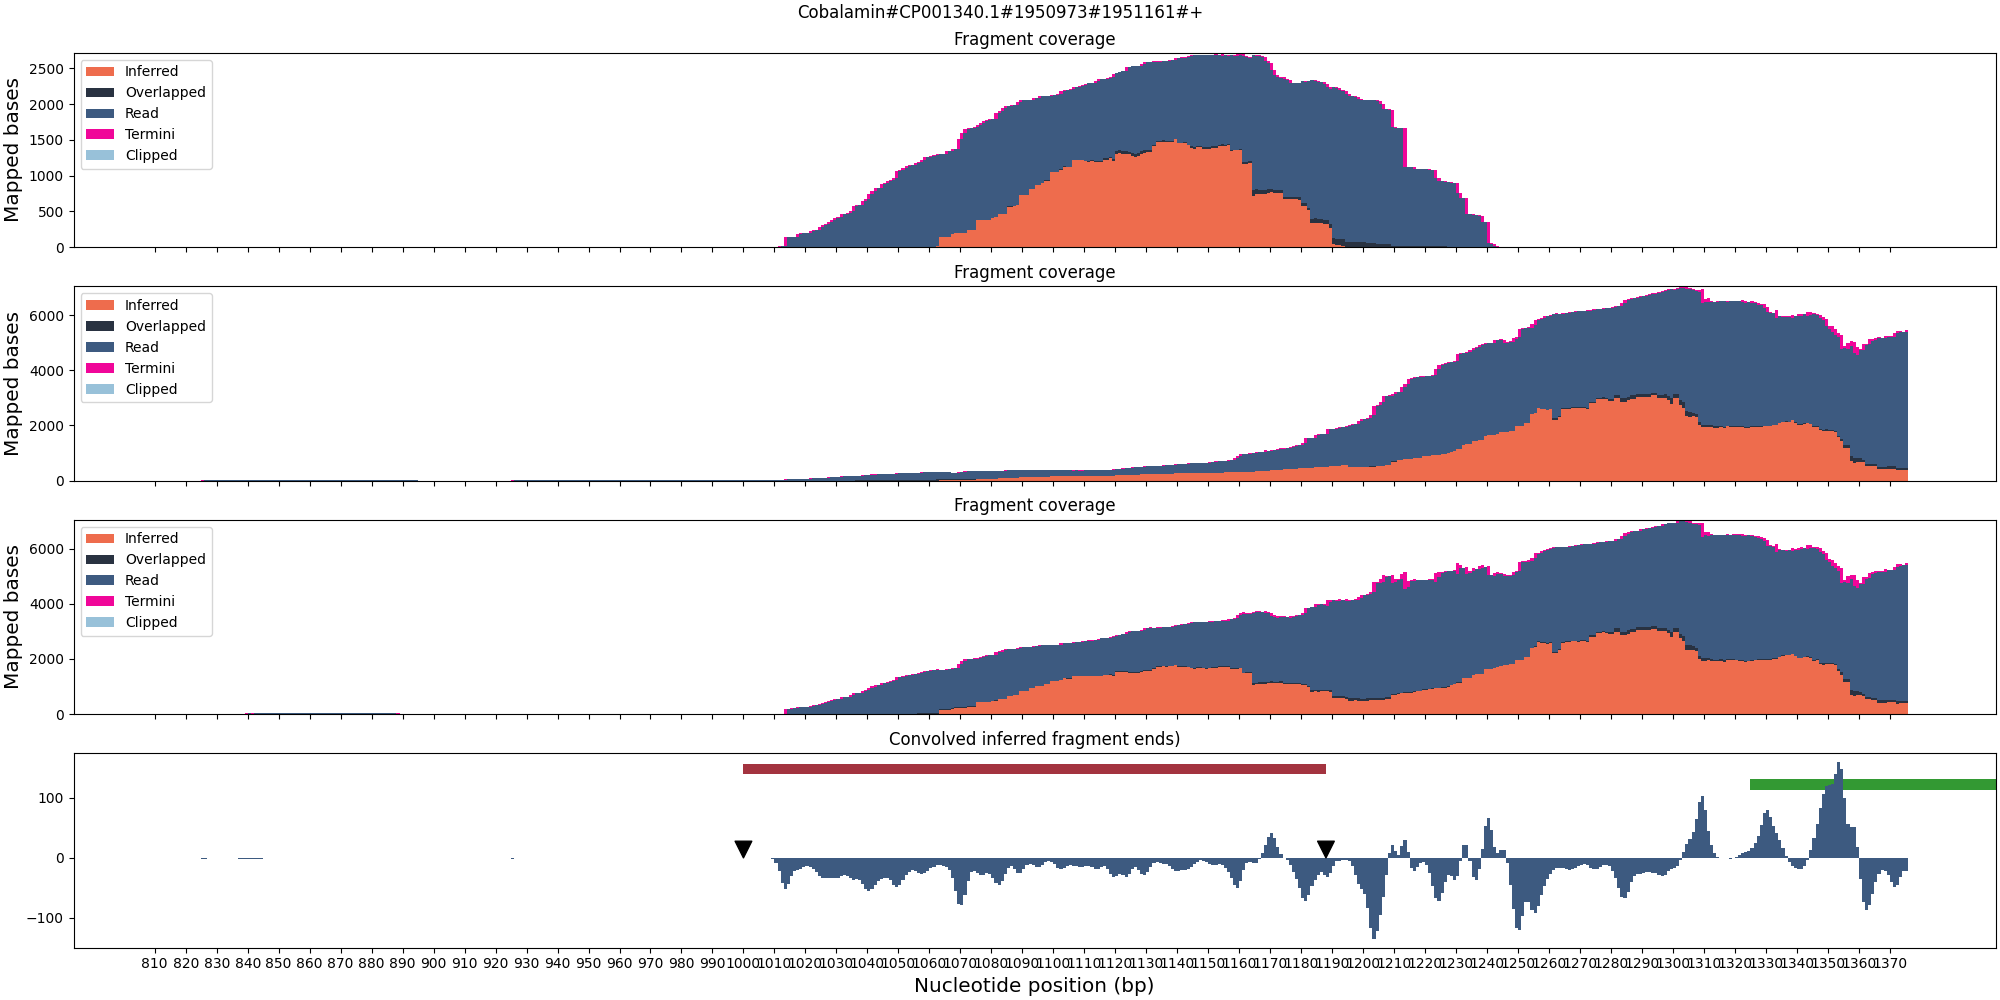 Cobalamin#CP001340.1#1950973#1951161#+
Fragment coverage
Mapped bases
2500
2000
1500
1000
500
0
Inferred
Overlapped
Read
Termini
Clipped
Fragment coverage
Mapped bases
6000
4000
2000
0
Inferred
Overlapped
Read
Termini
Clipped
Fragment coverage
Mapped bases
6000
4000
2000
0
Inferred
Overlapped
Read
Termini
Clipped
Convolved inferred fragment ends)
100
0
−100
810 820 830 840 850 860 870 880 890 900 910 920 930 940 950 960 970 980 990 1000 1010 1020 1030 1040 1050 1060 1070 1080 1090 1100 1110 1120 1130 1140 1150 1160 1170 1180 1190 1200 1210 1220 1230 1240 1250 1260 1270 1280 1290 1300 1310 1320 1330 1340 1350 1360 1370
Nucleotide position (bp)